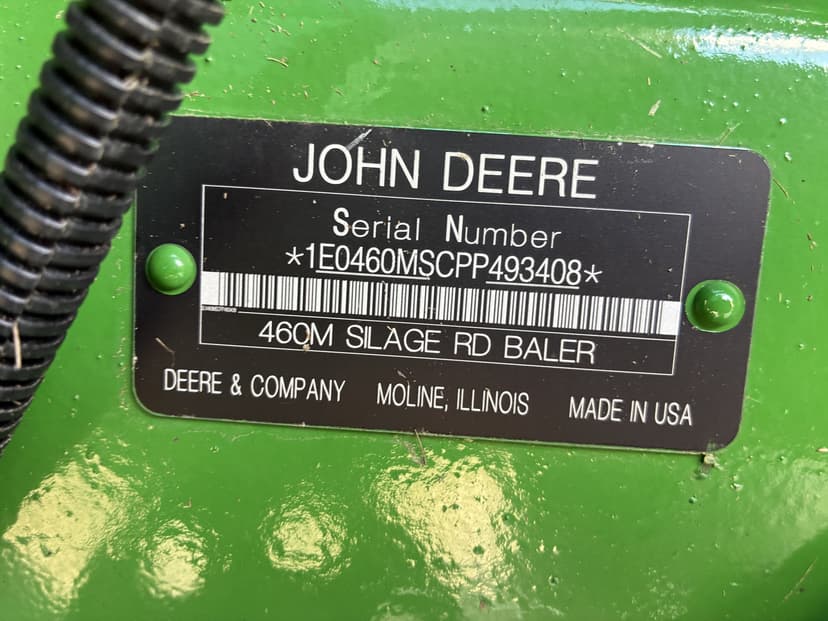 JOHN DEERE
Serial Number
*1E0460MSCPP493408*
460M SILAGE RD BALER
DEERE & COMPANY MOLINE, ILLINOIS MADE IN USA